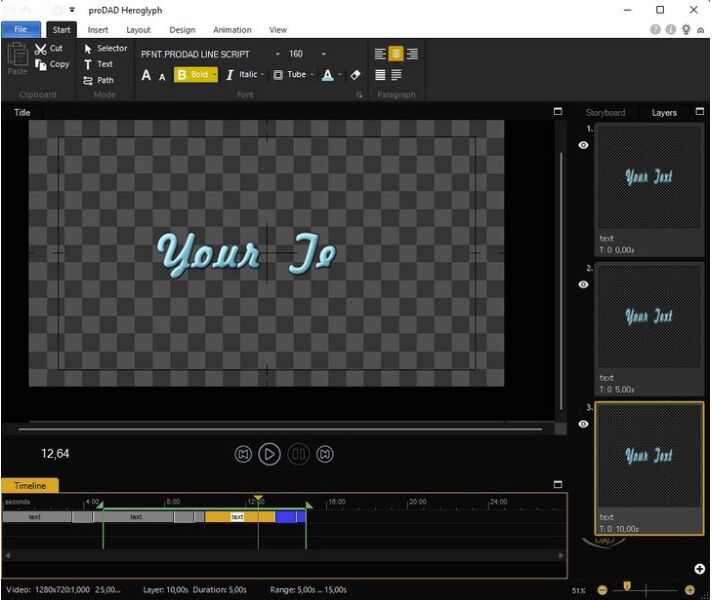 proDAD Heroglyph
File Start Insert Layout Design Animation View
Paste Cut Copy
Clipboard
Selector
Text
Path
Mode
PFNT.PRODAD LINE SCRIPT 160
A A B Bold I Italic Tube A
Font
Paragraph
Title
Your Te
Storyboard Layers
1.
Your Text
text
T: 0 0,00s
2.
Your Text
text
T: 0 5,00s
3.
Your Text
text
T: 0 10,00s
DAD
12,64
Timeline
seconds 4:00 8:00 12:00 16:00 20:00 24:00
text text text
Video: 1280x720:1,000 25,00... Layer: 10,00s Duration: 5,00s Range: 5,00s ... 15,00s 51%